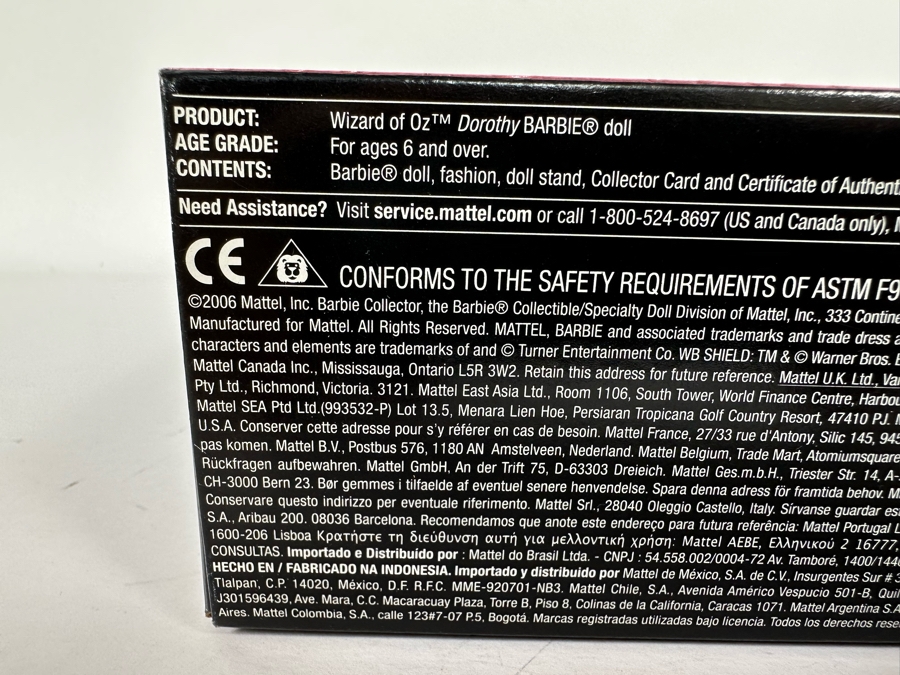 PRODUCT: Wizard of Oz™ Dorothy BARBIE® doll
AGE GRADE: For ages 6 and over.
CONTENTS: Barbie® doll, fashion, doll stand, Collector Card and Certificate of Authent
Need Assistance? Visit service.mattel.com or call 1-800-524-8697 (US and Canada only),
CE CONFORMS TO THE SAFETY REQUIREMENTS OF ASTM F9
©2006 Mattel, Inc. Barbie Collector, the Barbie® Collectible/Specialty Doll Division of Mattel, Inc., 333 Contine
Manufactured for Mattel. All Rights Reserved. MATTEL, BARBIE and associated trademarks and trade dress a
characters and elements are trademarks of and © Turner Entertainment Co. WB SHIELD: TM & © Warner Bros. E
Mattel Canada Inc., Mississauga, Ontario L5R 3W2. Retain this address for future reference. Mattel U.K. Ltd., Va
Pty Ltd., Richmond, Victoria. 3121. Mattel East Asia Ltd., Room 1106, South Tower, World Finance Centre, Harbou
Mattel SEA Ptd Ltd.(993532-P) Lot 13.5, Menara Lien Hoe, Persiaran Tropicana Golf Country Resort, 47410 P.J.
U.S.A. Conserver cette adresse pour s'y référer en cas de besoin. Mattel France, 27/33 rue d'Antony, Silic 145, 945
pas komen. Mattel B.V., Postbus 576, 1180 AN Amstelveen, Nederland. Mattel Belgium, Trade Mart, Atomiumsquare
Rückfragen aufbewahren. Mattel GmbH, An der Trift 75, D-63303 Dreieich. Mattel Ges.m.b.H., Triester Str. 14, A-
CH-3000 Bern 23. Bør gemmes i tilfaelde af eventuel senere henvendelse. Spara denna adress för framtida behov. M
Conservare questo indirizzo per eventuale riferimento. Mattel Srl., 28040 Oleggio Castello, Italy. Sírvanse guardar es
S.A., Aribau 200. 08036 Barcelona. Recomendamos que anote este endereço para futura referência: Mattel Portugal L
1600-206 Lisboa Κρατήστε τη διεύθυνση αυτή για μελλοντική χρήση: Mattel AEBE, Ελληνικού 2 16777,
CONSULTAS. Importado e Distribuido por : Mattel do Brasil Ltda. - CNPJ : 54.558.002/0004-72 Av. Tamboré, 1400/144
HECHO EN / FABRICADO NA INDONESIA. Importado y distribuido por Mattel de México, S.A. de C.V., Insurgentes Sur # 3
Tlalpan, C.P. 14020, México, D.F. R.F.C. MME-920701-NB3. Mattel Chile, S.A., Avenida Américo Vespucio 501-B, Quil
J301596439, Ave. Mara, C.C. Macaracuay Plaza, Torre B, Piso 8, Colinas de la California, Caracas 1071. Mattel Argentina S.A
Aires. Mattel Colombia, S.A., calle 123#7-07 P.5, Bogotá. Marcas registradas utilizadas bajo licencia. Todos los derechos rese